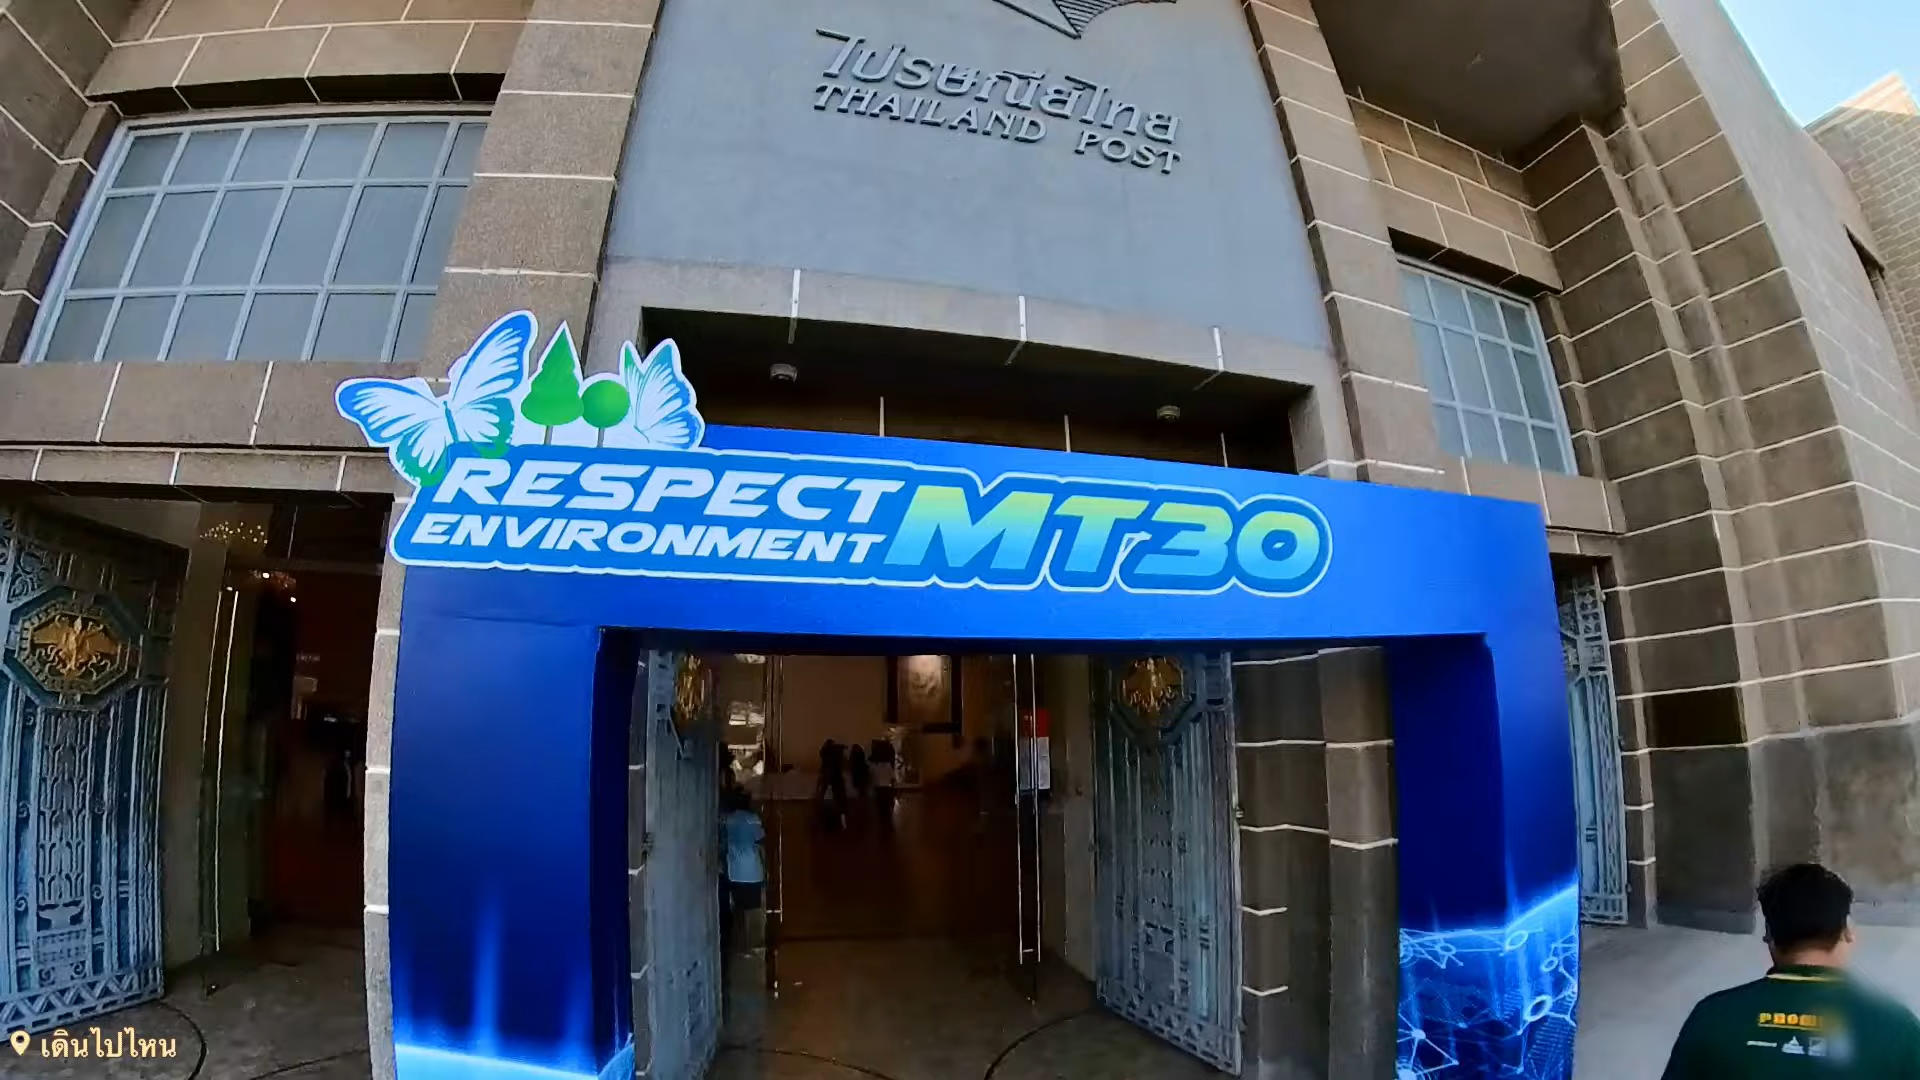 ไปรษณีย์ไทย
THAILAND POST
RESPECT
ENVIRONMENT
MT30
เดินไปไหน